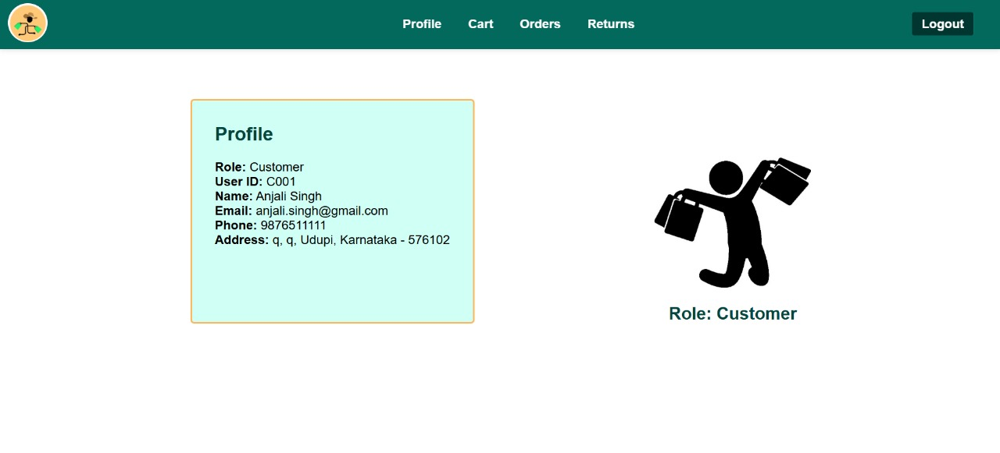 Profile Cart Orders Returns Logout
Profile
Role: Customer
User ID: C001
Name: Anjali Singh
Email: anjali.singh@gmail.com
Phone: 9876511111
Address: q, q, Udupi, Karnataka - 576102
Role: Customer